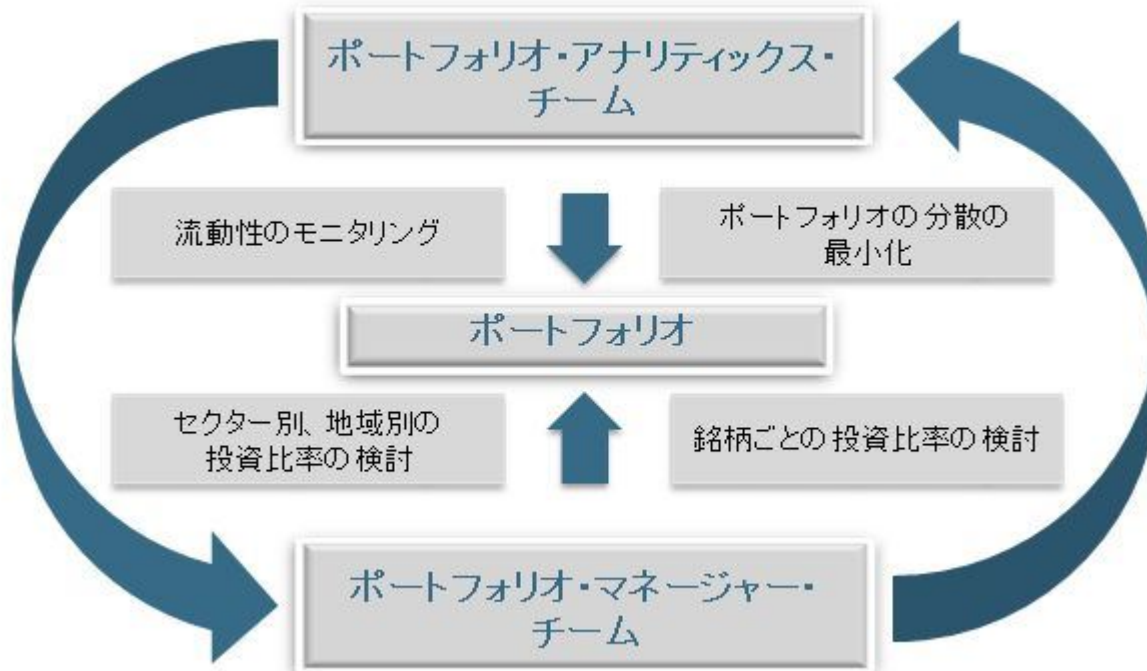 ポートフォリオ・アナリティックス・
チーム
流動性のモニタリング
ポートフォリオの分散の
最小化
ポートフォリオ
セクター別、地域別の
投資比率の検討
銘柄ごとの投資比率の検討
ポートフォリオ・マネージャー・
チーム